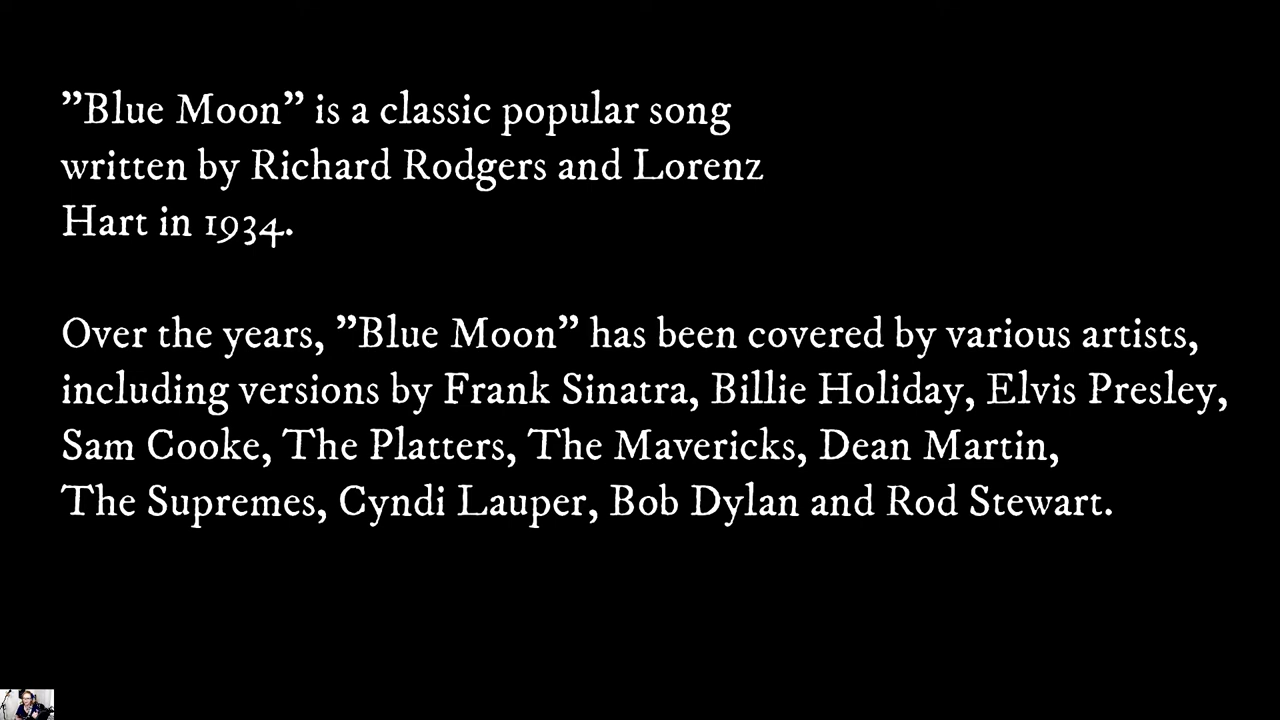 ”Blue Moon” is a classic popular song
written by Richard Rodgers and Lorenz
Hart in 1934.
Over the years, ”Blue Moon” has been covered by various artists,
including versions by Frank Sinatra, Billie Holiday, Elvis Presley,
Sam Cooke, The Platters, The Mavericks, Dean Martin,
The Supremes, Cyndi Lauper, Bob Dylan and Rod Stewart.